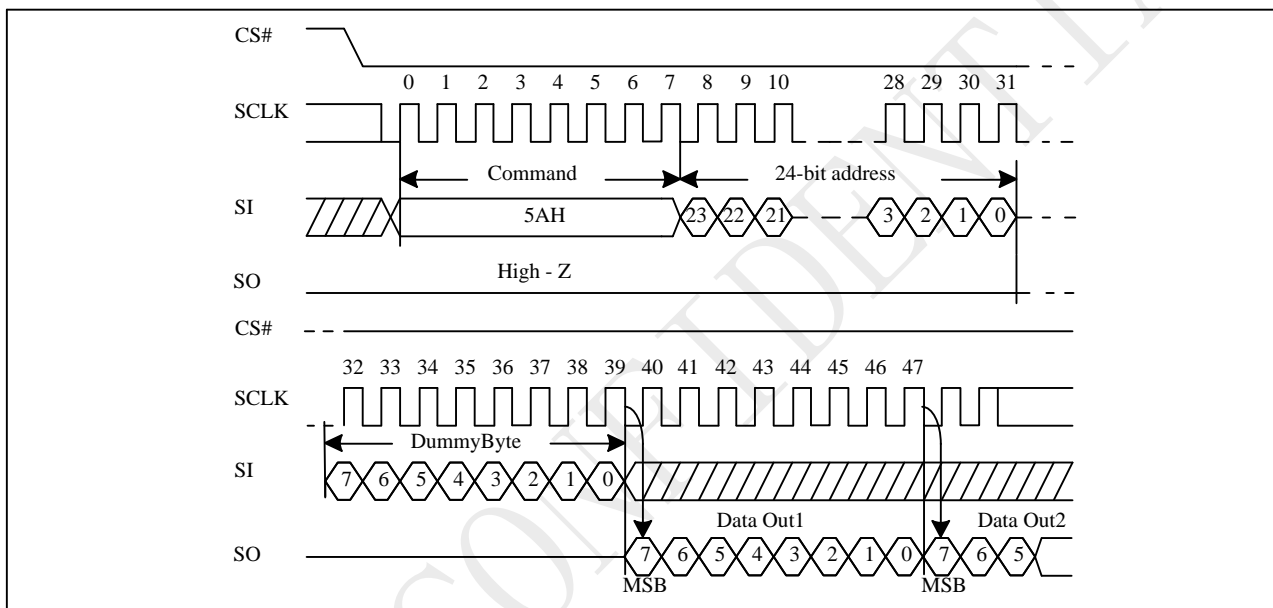 CS#
0 1 2 3 4 5 6 7 8 9 10 28 29 30 31
SCLK
Command 24-bit address
SI 5AH 23 22 21 3 2 1 0
High - Z
SO
CS#
32 33 34 35 36 37 38 39 40 41 42 43 44 45 46 47
SCLK
DummyByte
SI 7 6 5 4 3 2 1 0
Data Out1 Data Out2
SO 7 6 5 4 3 2 1 0 7 6 5
MSB MSB
CONFIDENTIA